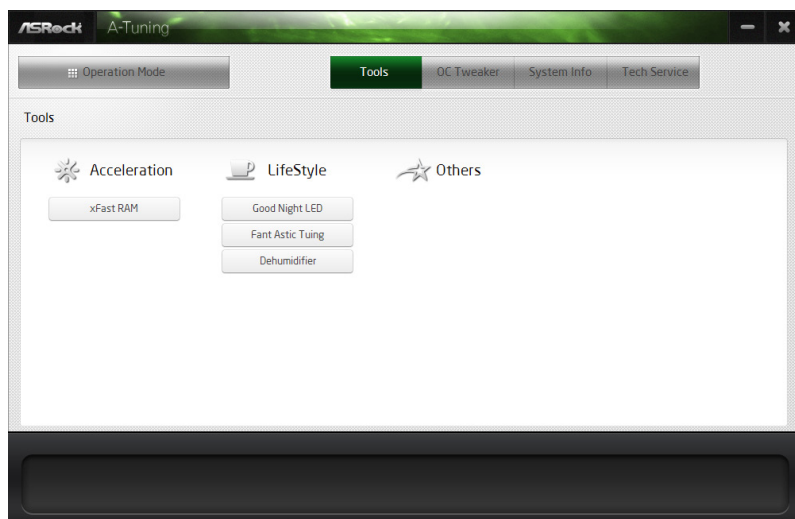 ASRock A-Tuning
Operation Mode Tools OC Tweaker System Info Tech Service
Tools
Acceleration LifeStyle Others
xFast RAM Good Night LED
Fant Astic Tuing
Dehumidifier